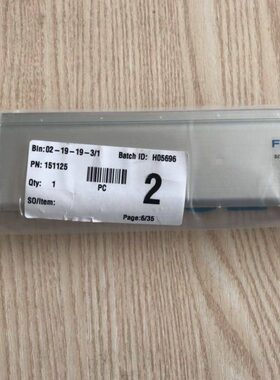 Bin:02-19-19-3/1 Batch ID: H05696
PN: 151125
Qty: 1
PC
2
SO/Item:
Page:6/35
F